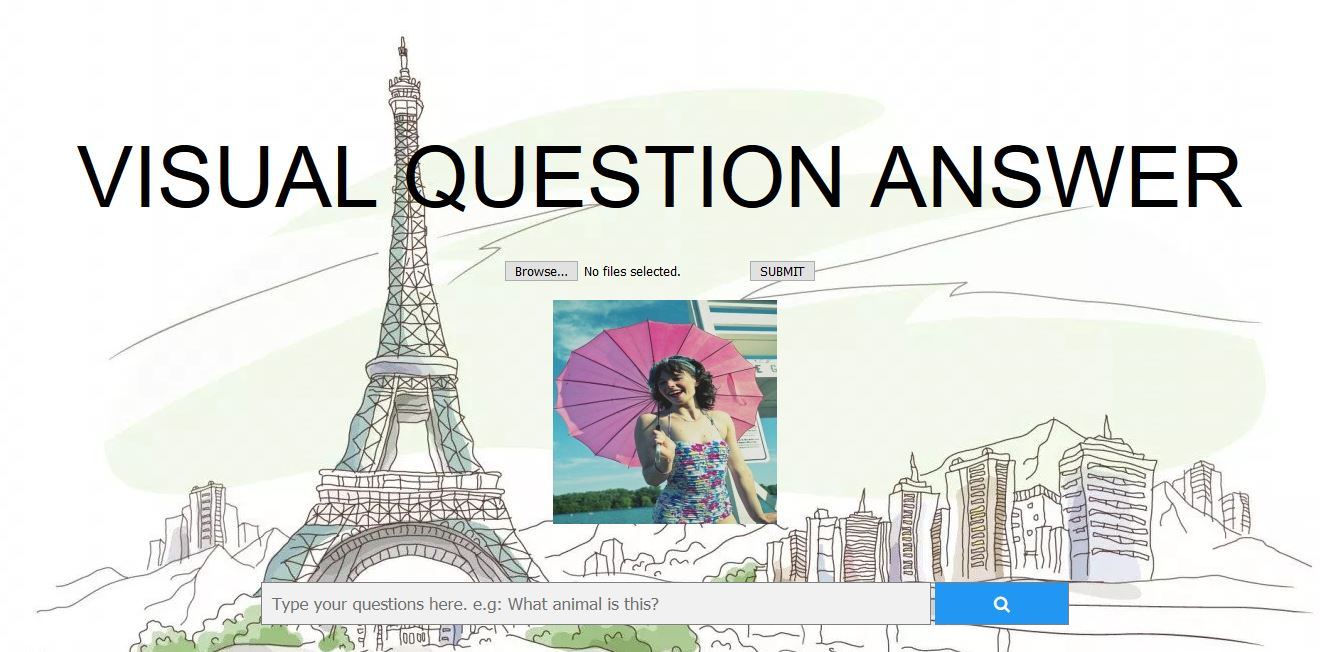 VISUAL QUESTION ANSWER
Browse... No files selected. SUBMIT
E G
Type your questions here. e.g: What animal is this?